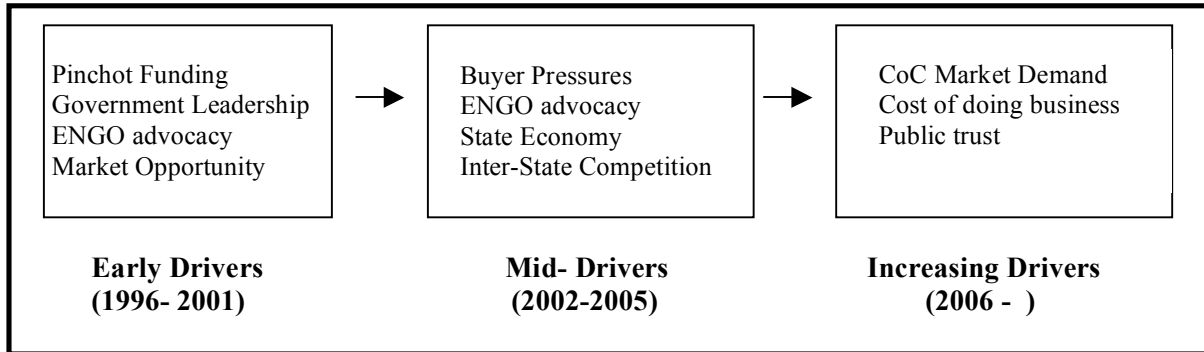 Pinchot Funding
Government Leadership
ENGO advocacy
Market Opportunity
Early Drivers
(1996- 2001)
Buyer Pressures
ENGO advocacy
State Economy
Inter-State Competition
Mid- Drivers
(2002-2005)
CoC Market Demand
Cost of doing business
Public trust
Increasing Drivers
(2006 -  )